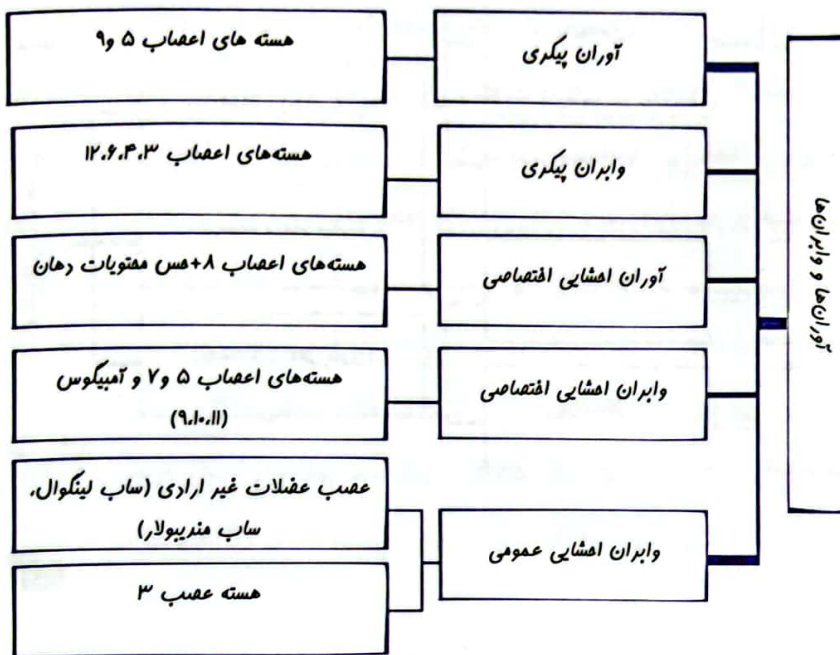 آوران‌ها و وابران‌ها
آوران پیکری
هسته های اعصاب ۵ و۹
وابران پیکری
هسته‌های اعصاب ۳،۴،۶،۱۲
آوران احشایی اختصاصی
هسته‌های اعصاب ۸+حس محتویات دهان
وابران احشایی اختصاصی
هسته‌های اعصاب ۵ و۷ و آمبیگوس
(۹،۱۰،۱۱)
وابران احشایی عمومی
عصب عضلات غیر ارادی (ساب لینگوال،
ساب مندیبولار)
هسته عصب ۳